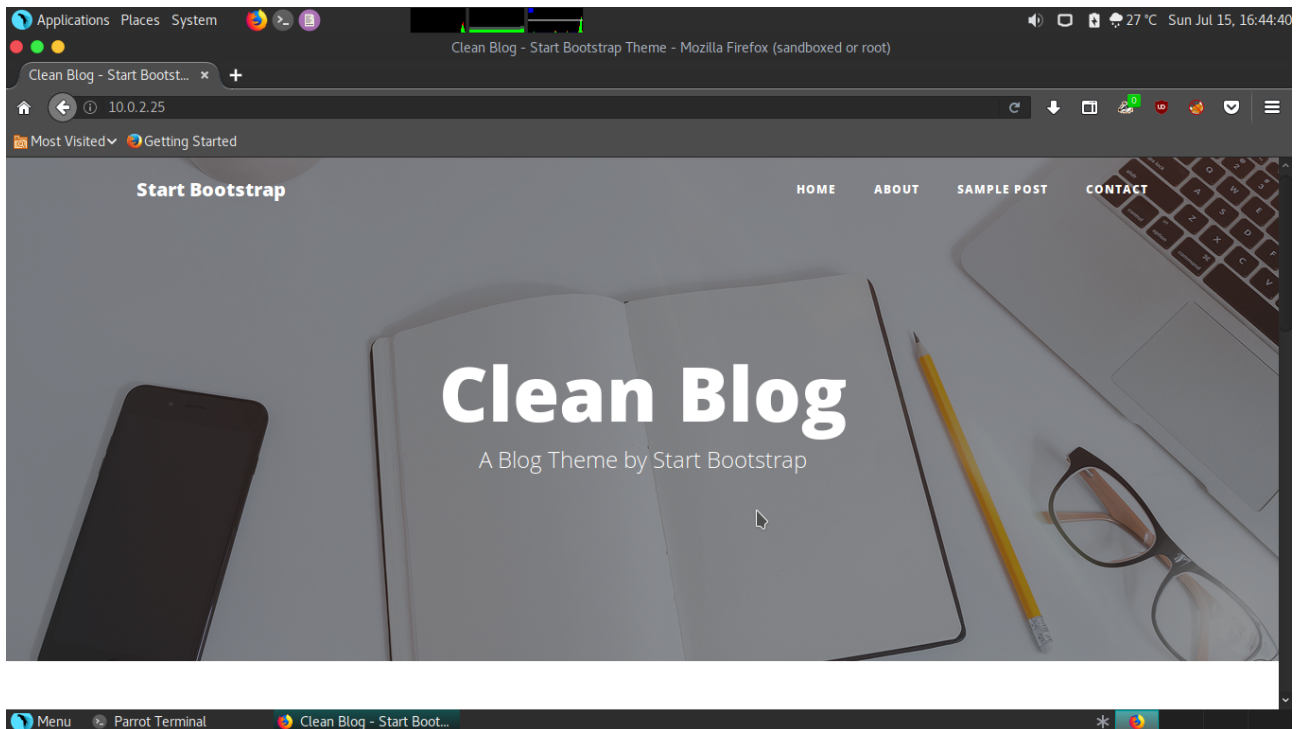 Applications Places System
27 °C Sun Jul 15, 16:44:40
Clean Blog - Start Bootstrap Theme - Mozilla Firefox (sandboxed or root)
Clean Blog - Start Bootst... × +
10.0.2.25
0
Most Visited Getting Started
Start Bootstrap
HOME ABOUT SAMPLE POST CONTACT
Clean Blog
A Blog Theme by Start Bootstrap
Menu Parrot Terminal Clean Blog - Start Boot...